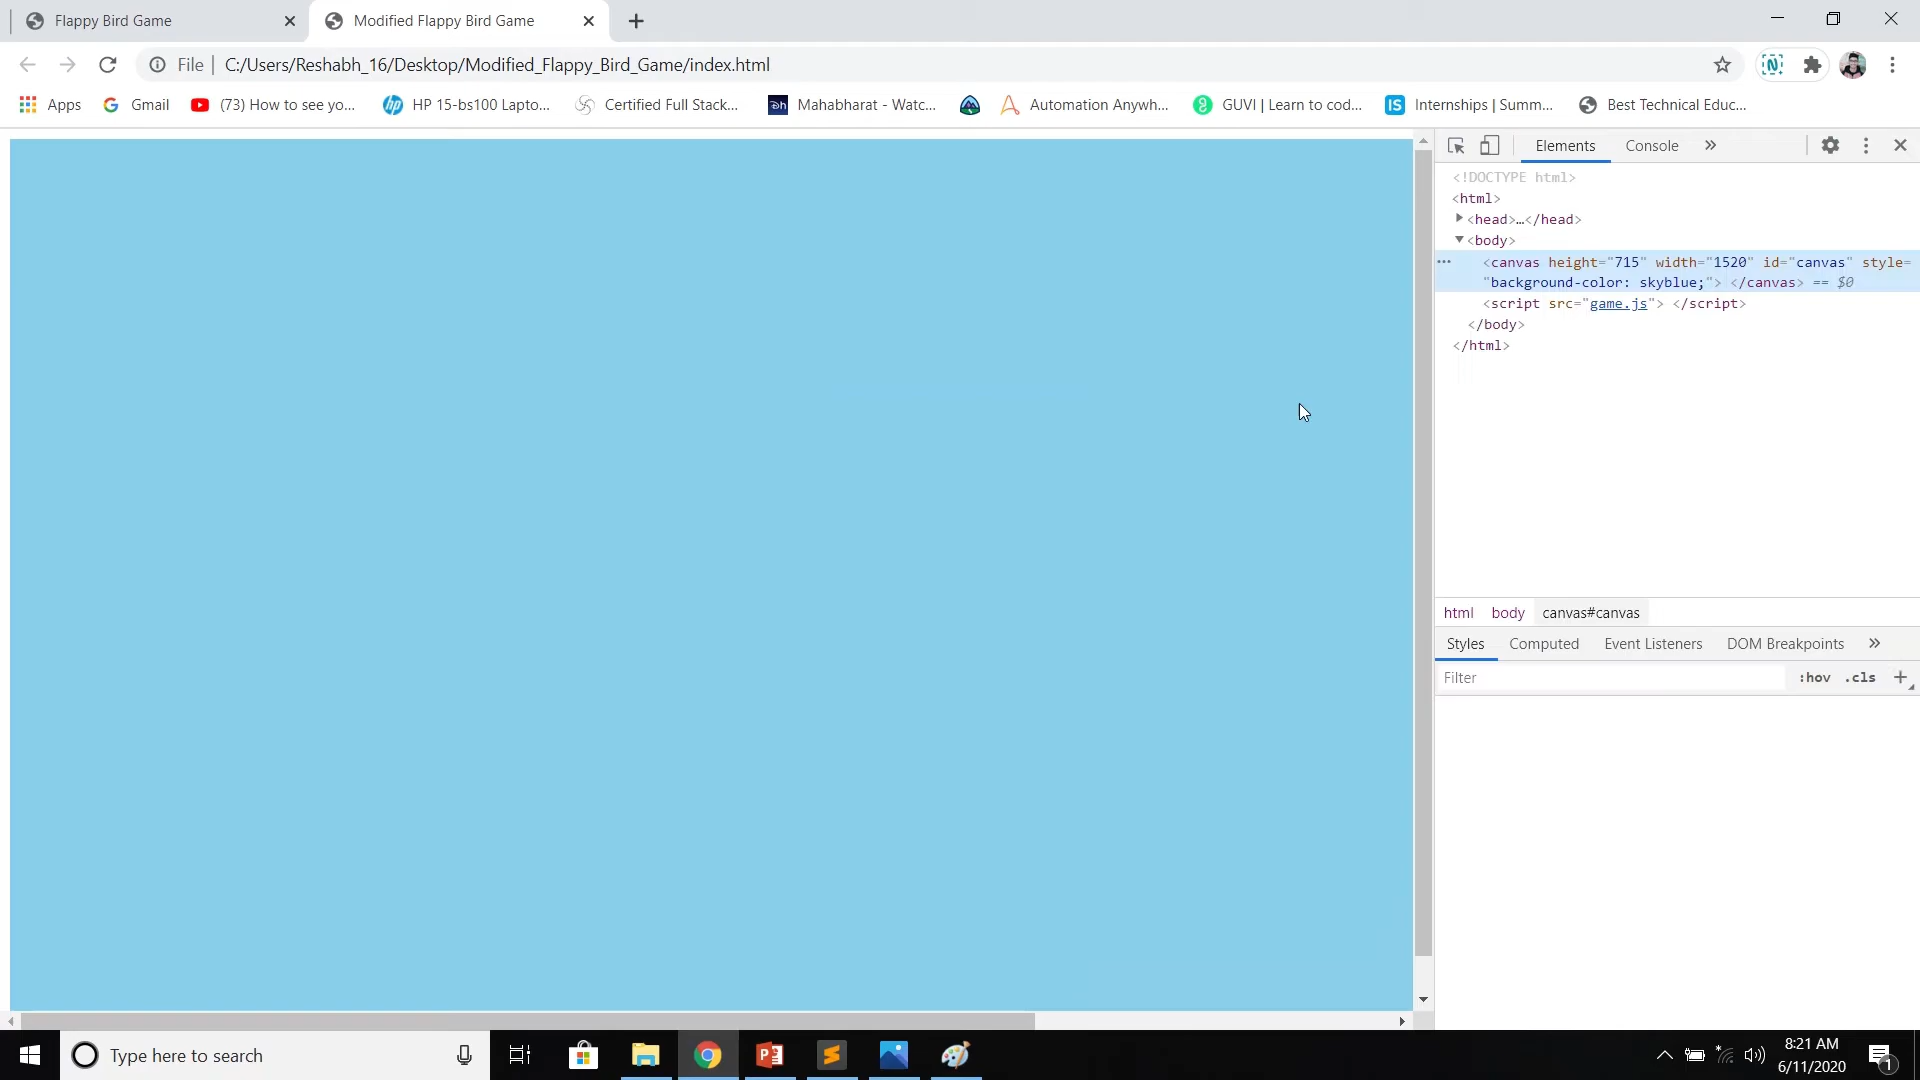 Flappy Bird Game
Modified Flappy Bird Game
File C:/Users/Reshabh_16/Desktop/Modified_Flappy_Bird_Game/index.html
Apps Gmail (73) How to see yo... HP 15-bs100 Lapto... Certified Full Stack... Mahabharat - Watc... Automation Anywh... GUVI | Learn to cod... Internships | Summ... Best Technical Educ...
Elements Console »
<!DOCTYPE html>
<html>
<head>…</head>
<body>
<canvas height="715" width="1520" id="canvas" style=
"background-color: skyblue;"> </canvas> == $0
<script src="game.js"> </script>
</body>
</html>
html body canvas#canvas
Styles Computed Event Listeners DOM Breakpoints »
Filter :hov .cls +
Type here to search
8:21 AM
6/11/2020
1